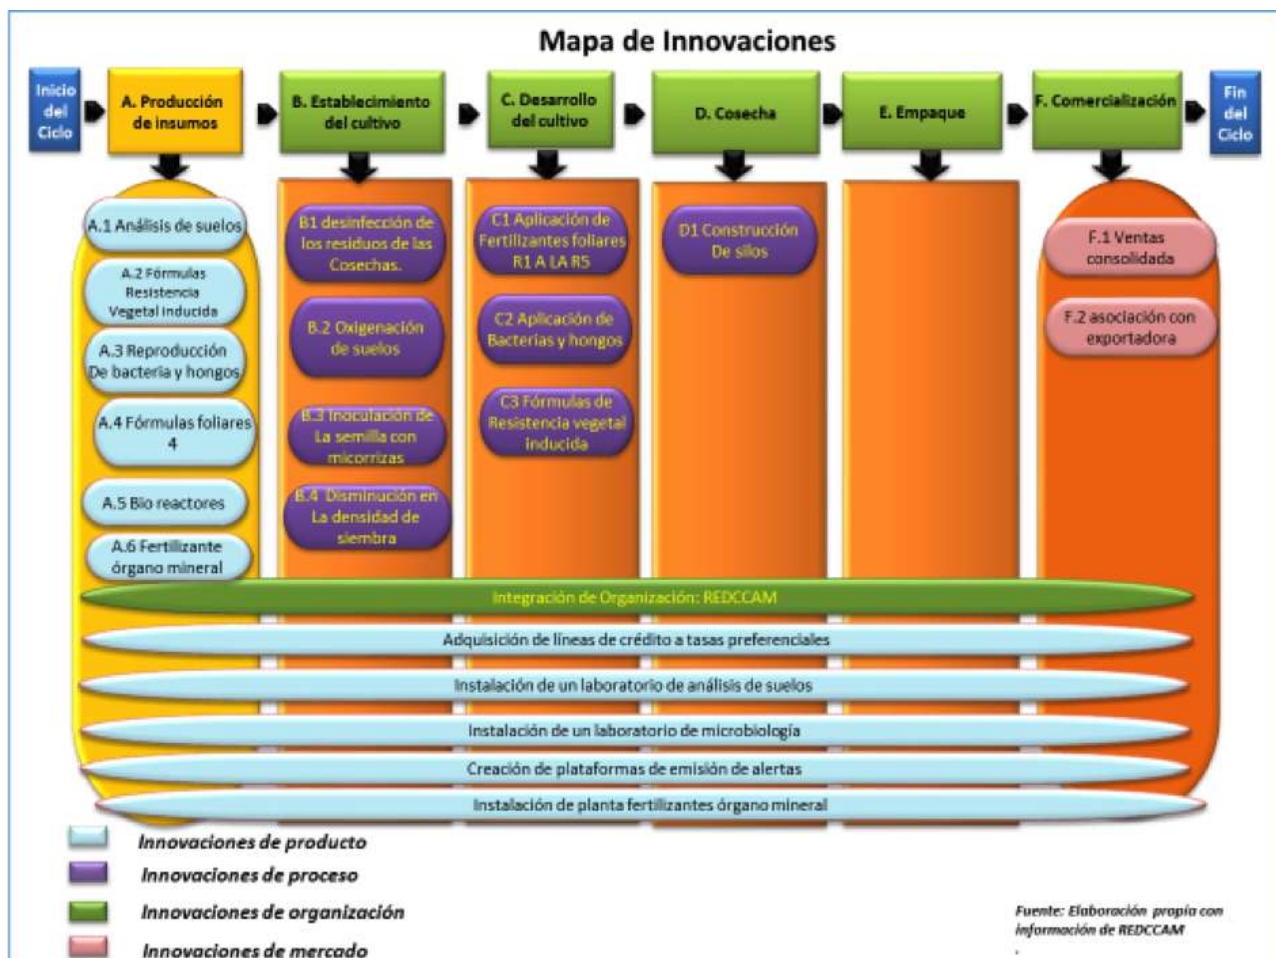 Mapa de Innovaciones
Inicio
del
Ciclo
A. Producción
de insumos
B. Establecimiento
del cultivo
C. Desarrollo
del cultivo
D. Cosecha
E. Empaque
F. Comercialización
Fin
del
Ciclo
A.1 Análisis de suelos
A.2 Fórmulas
Resistencia
Vegetal inducida
A.3 Reproducción
De bacteria y hongos
A.4 Fórmulas foliares
4
A.5 Bio reactores
A.6 Fertilizante
órgano mineral
B1 desinfección de
los residuos de las
Cosechas.
B.2 Oxigenación
de suelos
B.3 Inoculación de
La semilla con
micorrizas
B.4 Disminución en
La densidad de
siembra
C1 Aplicación de
Fertilizantes foliares
R1 A LA R5
C2 Aplicación de
Bacterias y hongos
C3 Fórmulas de
Resistencia vegetal
inducida
D1 Construcción
De silos
F.1 Ventas
consolidada
F.2 asociación con
exportadora
Integración de Organización: REDCCAM
Adquisición de líneas de crédito a tasas preferenciales
Instalación de un laboratorio de análisis de suelos
Instalación de un laboratorio de microbiología
Creación de plataformas de emisión de alertas
Instalación de planta fertilizantes órgano mineral
Innovaciones de producto
Innovaciones de proceso
Innovaciones de organización
Innovaciones de mercado
Fuente: Elaboración propía con
información de REDCCAM
.